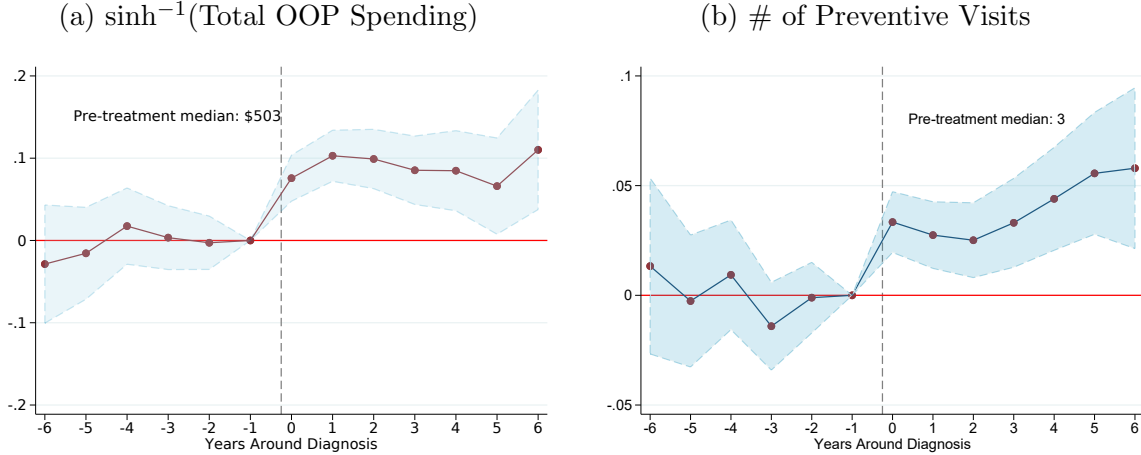 (a) sinh⁻¹(Total OOP Spending)
.2
.1
0
-.1
-.2
Pre-treatment median: $503
-6 -5 -4 -3 -2 -1 0 1 2 3 4 5 6
Years Around Diagnosis
(b) # of Preventive Visits
.1
.05
0
-.05
Pre-treatment median: 3
-6 -5 -4 -3 -2 -1 0 1 2 3 4 5 6
Years Around Diagnosis